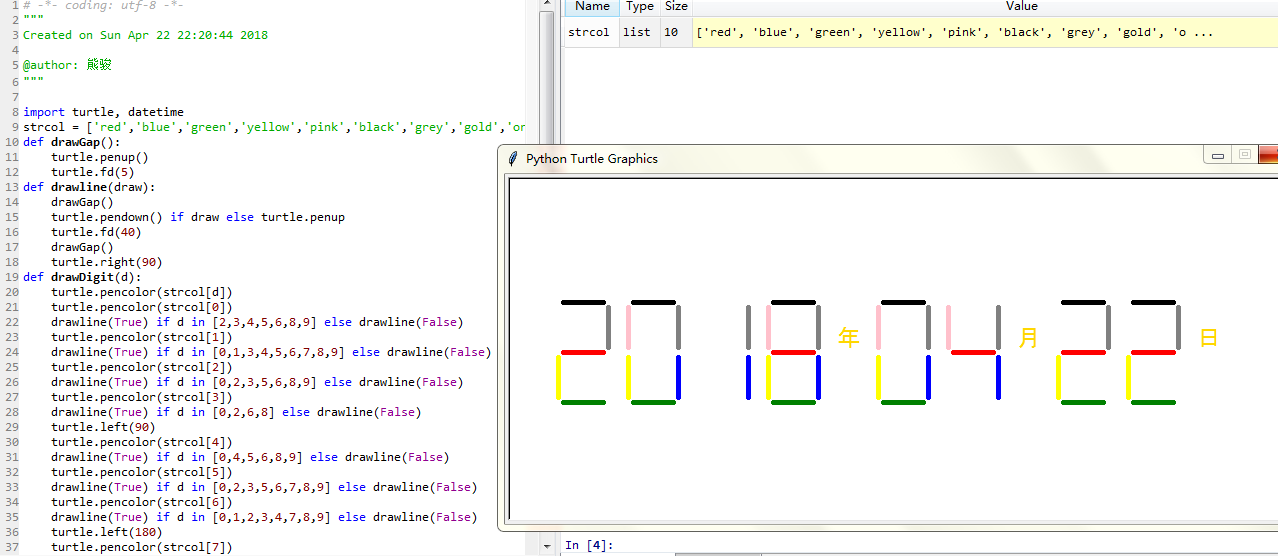 1 # -*- coding: utf-8 -*-
2 """
3 Created on Sun Apr 22 22:20:44 2018
4
5 @author: 熊骏
6 """
7
8 import turtle, datetime
9 strcol = ['red','blue','green','yellow','pink','black','grey','gold','or
10 def drawGap():
11     turtle.penup()
12     turtle.fd(5)
13 def drawline(draw):
14     drawGap()
15     turtle.pendown() if draw else turtle.penup
16     turtle.fd(40)
17     drawGap()
18     turtle.right(90)
19 def drawDigit(d):
20     turtle.pencolor(strcol[d])
21     turtle.pencolor(strcol[0])
22     drawline(True) if d in [2,3,4,5,6,8,9] else drawline(False)
23     turtle.pencolor(strcol[1])
24     drawline(True) if d in [0,1,3,4,5,6,7,8,9] else drawline(False)
25     turtle.pencolor(strcol[2])
26     drawline(True) if d in [0,2,3,5,6,8,9] else drawline(False)
27     turtle.pencolor(strcol[3])
28     drawline(True) if d in [0,2,6,8] else drawline(False)
29     turtle.left(90)
30     turtle.pencolor(strcol[4])
31     drawline(True) if d in [0,4,5,6,8,9] else drawline(False)
32     turtle.pencolor(strcol[5])
33     drawline(True) if d in [0,2,3,5,6,7,8,9] else drawline(False)
34     turtle.pencolor(strcol[6])
35     drawline(True) if d in [0,1,2,3,4,7,8,9] else drawline(False)
36     turtle.left(180)
37     turtle.pencolor(strcol[7])
Name Type Size Value
strcol list 10 ['red', 'blue', 'green', 'yellow', 'pink', 'black', 'grey', 'gold', 'o ...
Python Turtle Graphics
2018年04月22日
In [4]: